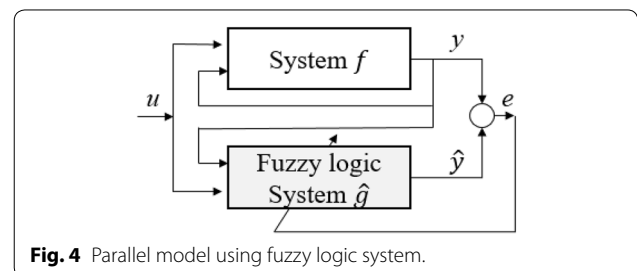 System f
y
u
e
Fuzzy logic
System ĝ
ŷ
Fig. 4 Parallel model using fuzzy logic system.